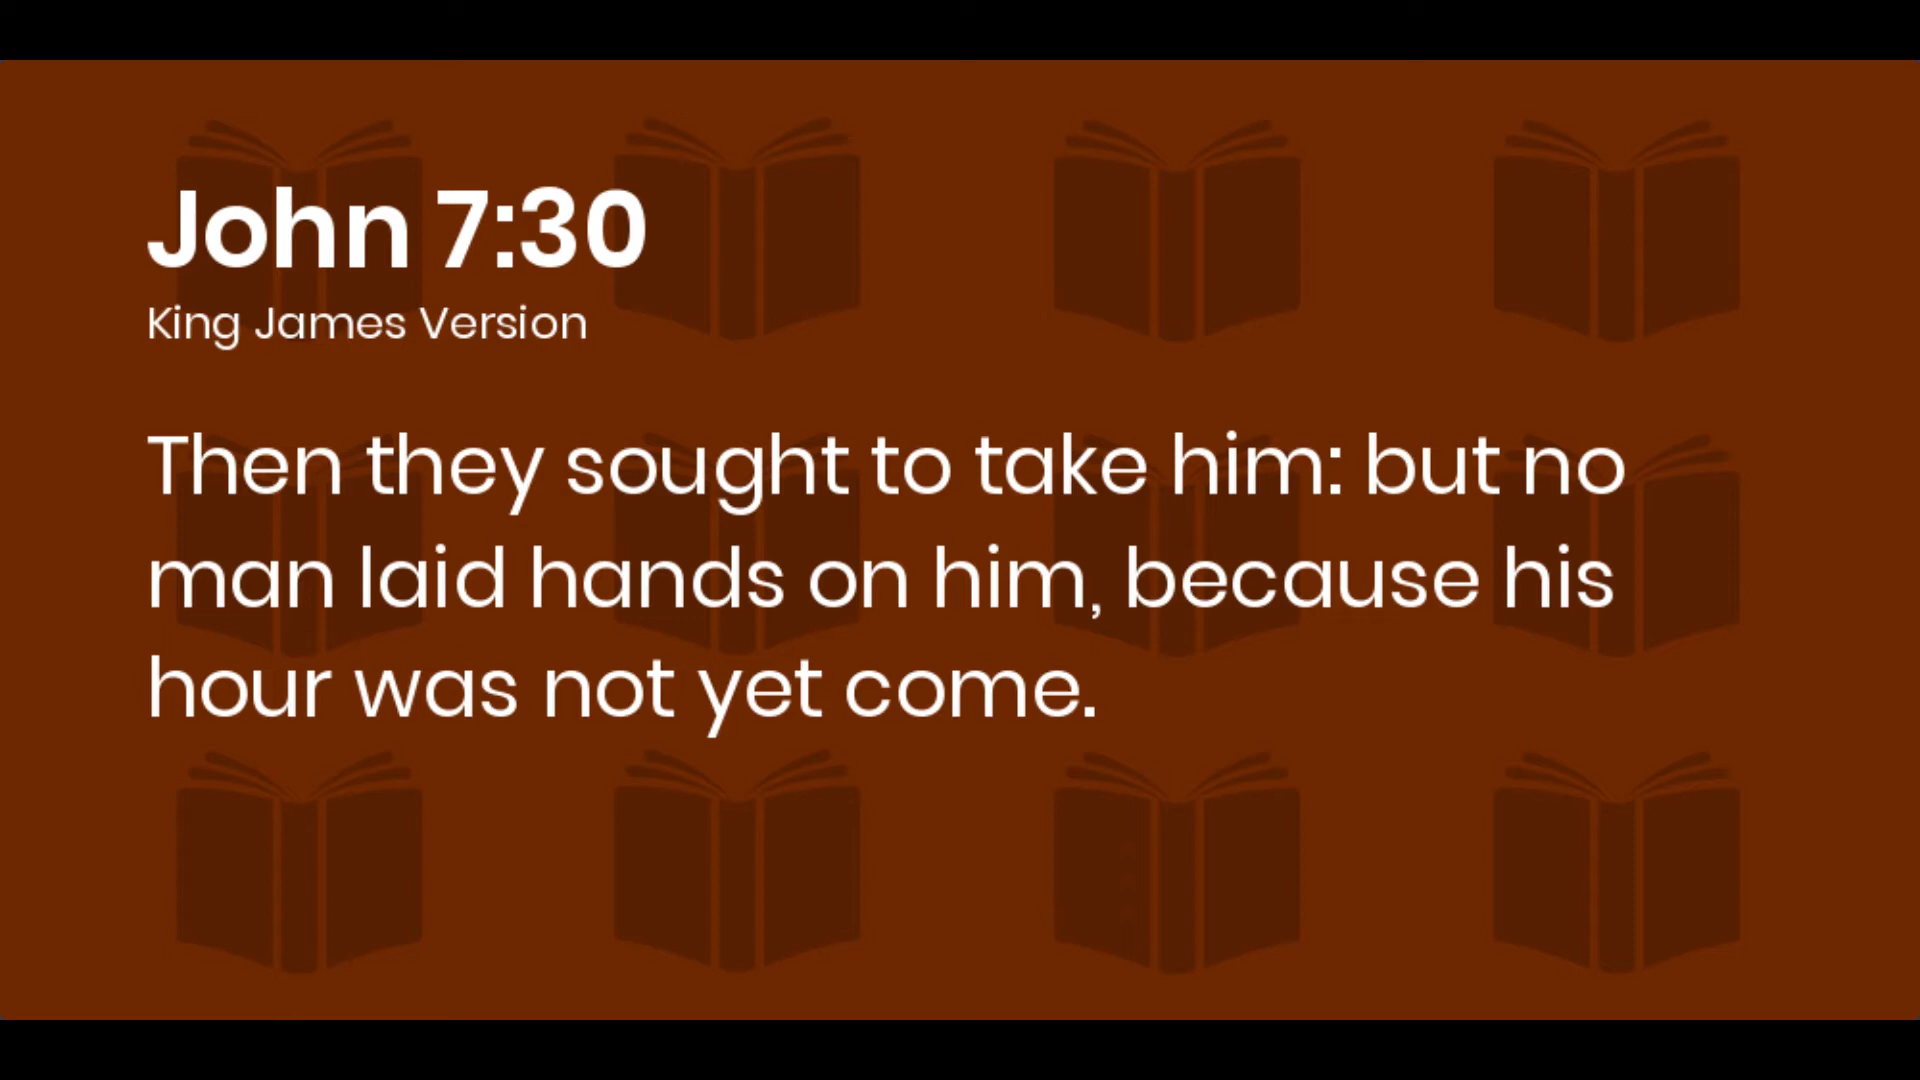 John 7:30
King James Version
Then they sought to take him: but no
man laid hands on him, because his
hour was not yet come.